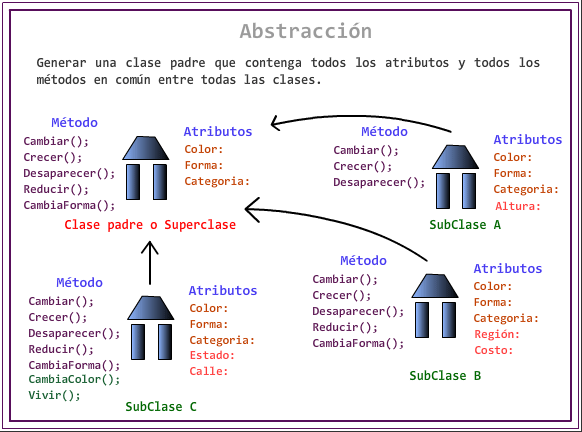 Abstracción
Generar una clase padre que contenga todos los atributos y todos los
métodos en común entre todas las clases.
Método
Cambiar();
Crecer();
Desaparecer();
Reducir();
CambiaForma();
Atributos
Color:
Forma:
Categoria:
Clase padre o Superclase
Método
Cambiar();
Crecer();
Desaparecer();
Atributos
Color:
Forma:
Categoria:
Altura:
SubClase A
Método
Cambiar();
Crecer();
Desaparecer();
Reducir();
CambiaForma();
CambiaColor();
Vivir();
Atributos
Color:
Forma:
Categoria:
Estado:
Calle:
SubClase C
Método
Cambiar();
Crecer();
Desaparecer();
Reducir();
CambiaForma();
Atributos
Color:
Forma:
Categoria:
Región:
Costo:
SubClase B